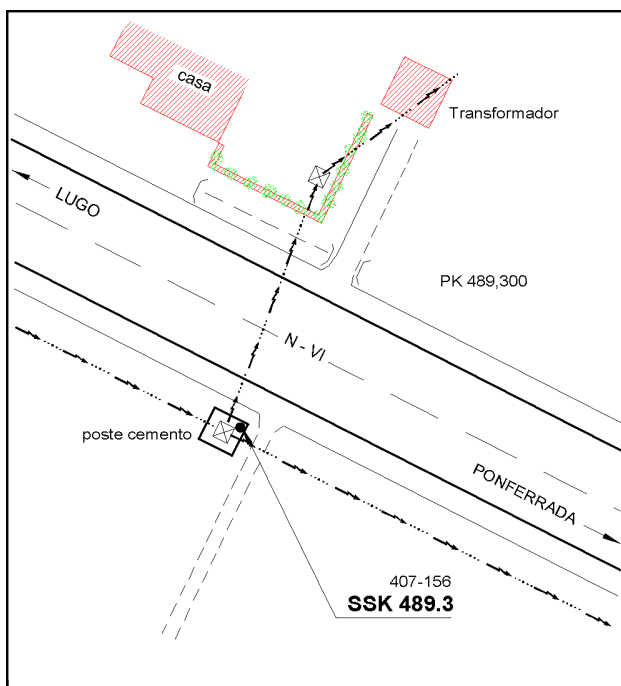 casa
Transformador
LUGO
PK 489,300
N - VI
poste cemento
PONFERRADA
407-156
SSK 489.3